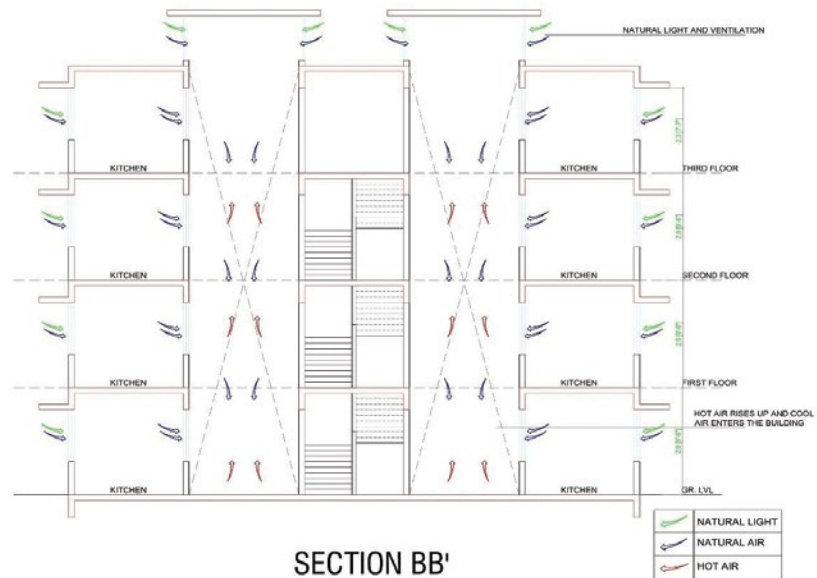 NATURAL LIGHT AND VENTILATION
KITCHEN
KITCHEN
THIRD FLOOR
KITCHEN
KITCHEN
SECOND FLOOR
KITCHEN
KITCHEN
FIRST FLOOR
HOT AIR RISES UP AND COOL
AIR ENTERS THE BUILDING
KITCHEN
KITCHEN
GR. LVL
NATURAL LIGHT
NATURAL AIR
HOT AIR
SECTION BB'